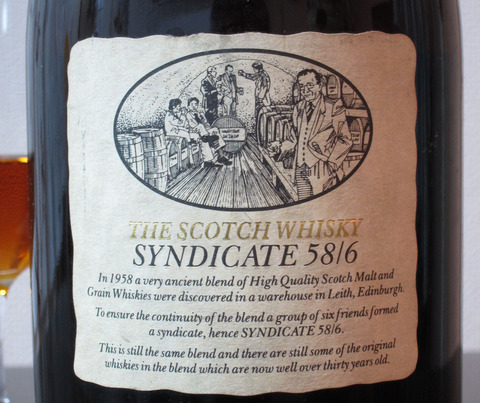 THE SCOTCH WHISKY
SYNDICATE 58/6
In 1958 a very ancient blend of High Quality Scotch Malt and
Grain Whiskies were discovered in a warehouse in Leith, Edinburgh.
To ensure the continuity of the blend a group of six friends formed
a syndicate, hence SYNDICATE 58/6.
This is still the same blend and there are still some of the original
whiskies in the blend which are now well over thirty years old.